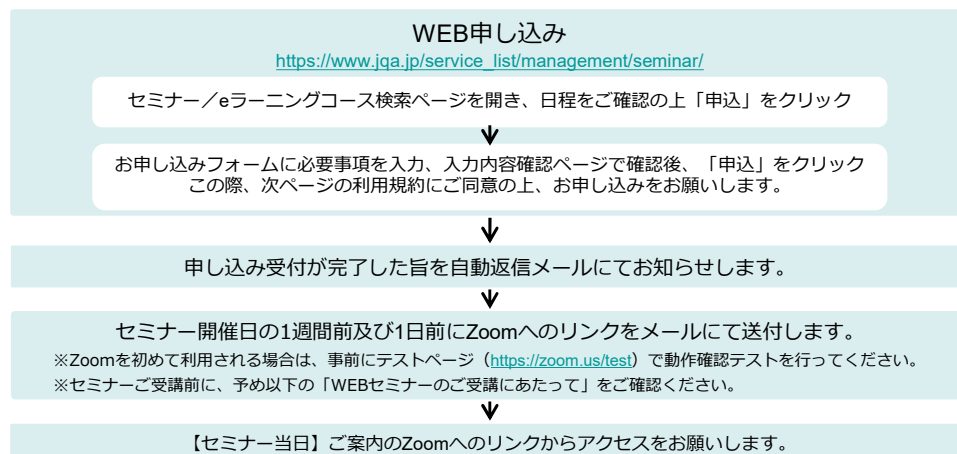 WEB申し込み
https://www.jqa.jp/service_list/management/seminar/
セミナー／eラーニングコース検索ページを開き、日程をご確認の上「申込」をクリック
お申し込みフォームに必要事項を入力、入力内容確認ページで確認後、「申込」をクリック
この際、次ページの利用規約にご同意の上、お申し込みをお願いします。
申し込み受付が完了した旨を自動返信メールにてお知らせします。
セミナー開催日の1週間前及び1日前にZoomへのリンクをメールにて送付します。
※Zoomを初めて利用される場合は、事前にテストページ（https://zoom.us/test）で動作確認テストを行ってください。
※セミナーご受講前に、予め以下の「WEBセミナーのご受講にあたって」をご確認ください。
【セミナー当日】ご案内のZoomへのリンクからアクセスをお願いします。